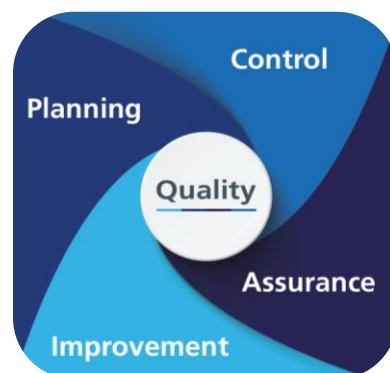 Control
Planning
Quality
Assurance
Improvement